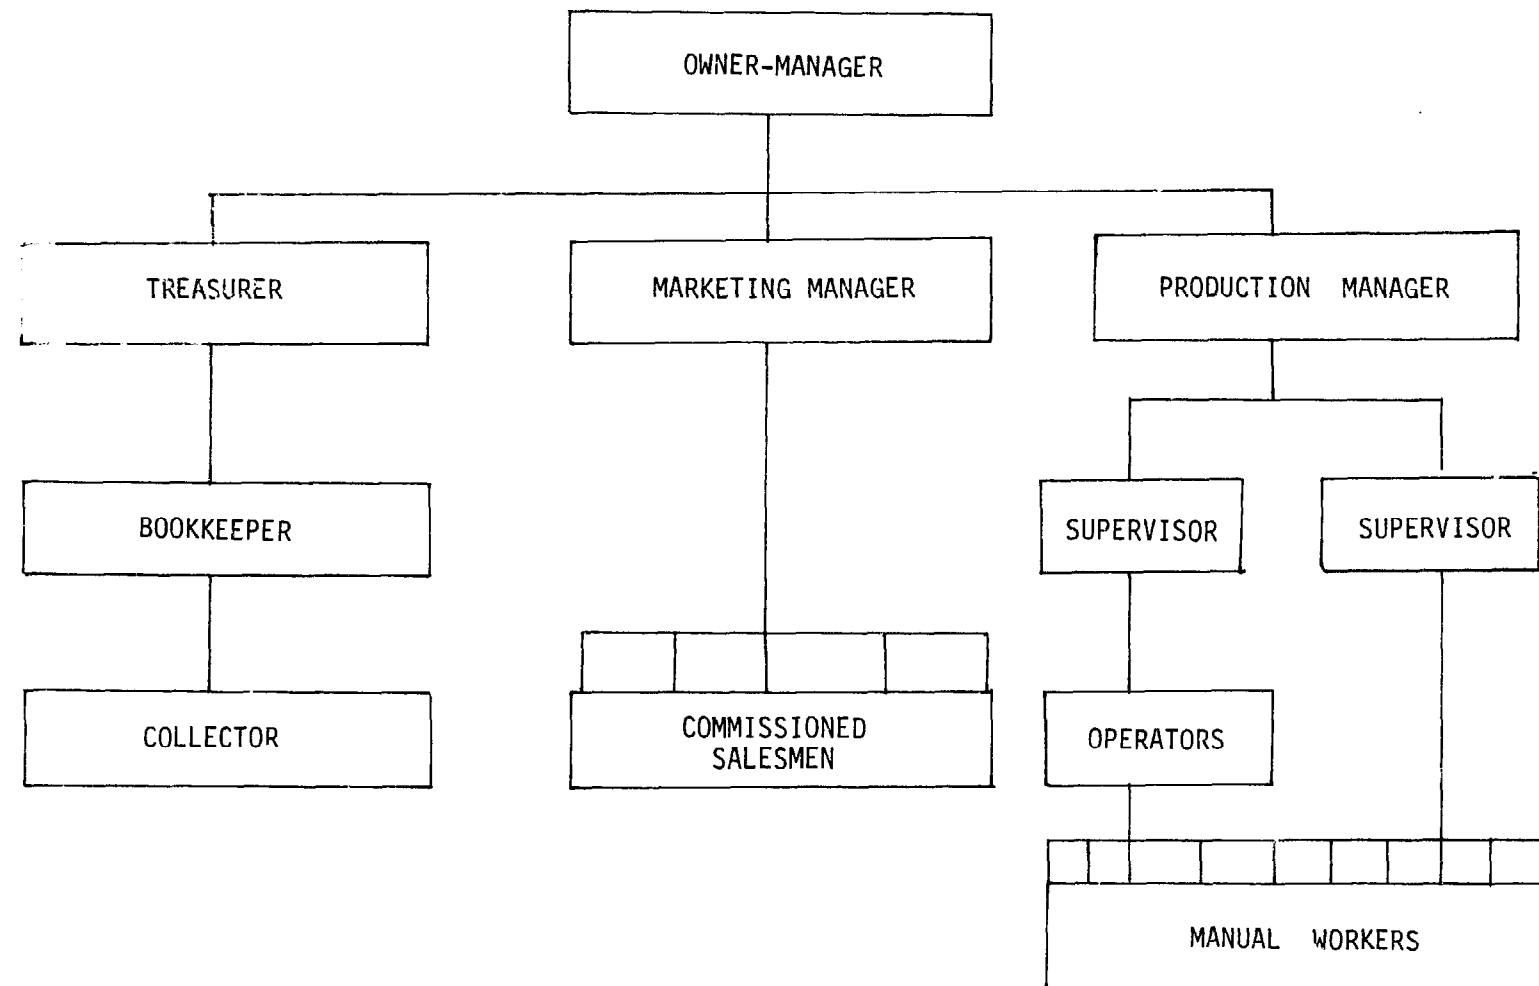 OWNER-MANAGER
TREASURER
MARKETING MANAGER
PRODUCTION MANAGER
BOOKKEEPER
SUPERVISOR
SUPERVISOR
COLLECTOR
COMMISSIONED
SALESMEN
OPERATORS
MANUAL WORKERS